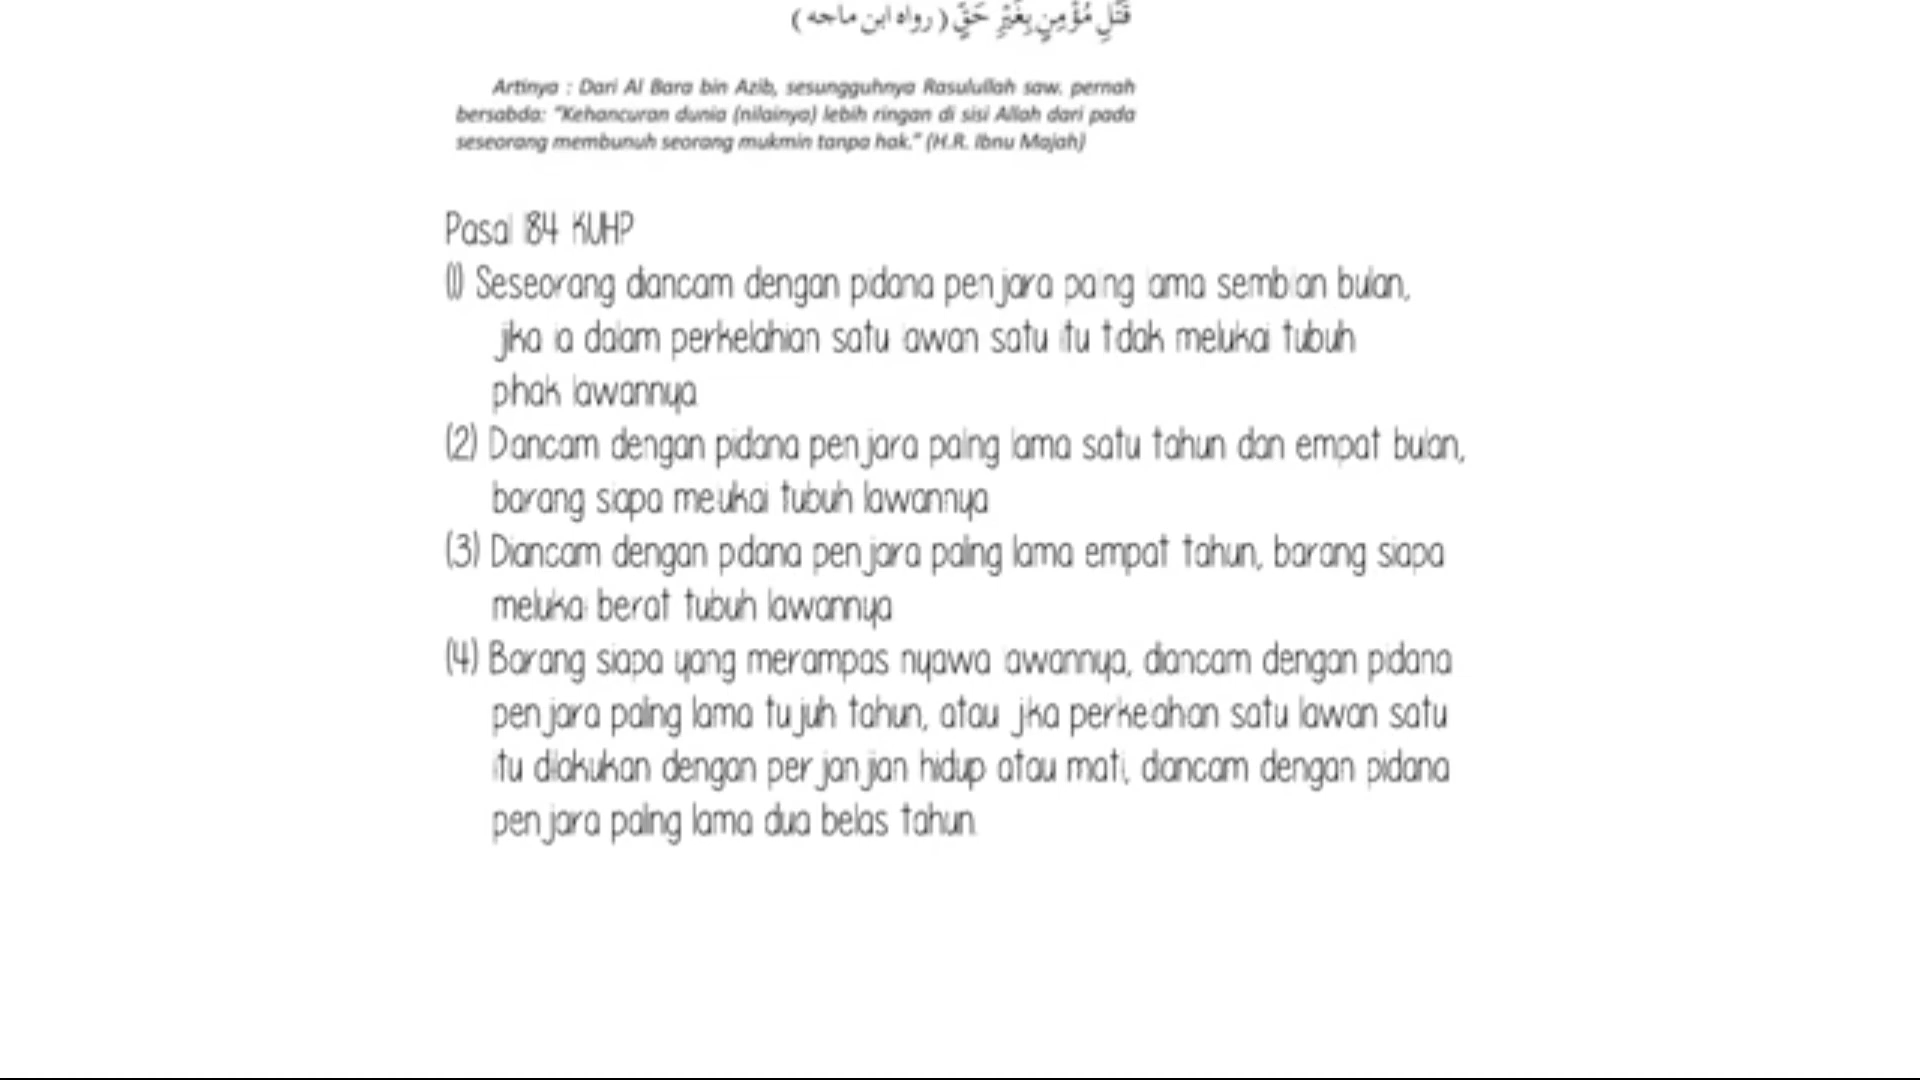 قَتْلِ مُؤْمِنٍ بِغَيْرِ حَقٍّ ( رواه ابن ماجه )
Artinya : Dari Al Bara bin Azib, sesungguhnya Rasulullah saw. pernah
bersabda: “Kehancuran dunia (nilainya) lebih ringan di sisi Allah dari pada
seseorang membunuh seorang mukmin tanpa hak.” (H.R. Ibnu Majah)
Pasal 184 KUHP
(1) Seseorang diancam dengan pidana penjara paling lama sembilan bulan,
jika ia dalam perkelahian satu lawan satu itu tidak melukai tubuh
pihak lawannya
(2) Diancam dengan pidana penjara paling lama satu tahun dan empat bulan,
barang siapa melukai tubuh lawannya
(3) Diancam dengan pidana penjara paling lama empat tahun, barang siapa
melukai berat tubuh lawannya
(4) Barang siapa yang merampas nyawa lawannya, diancam dengan pidana
penjara paling lama tujuh tahun, atau jika perkelahian satu lawan satu
itu dilakukan dengan perjanjian hidup atau mati, diancam dengan pidana
penjara paling lama dua belas tahun.